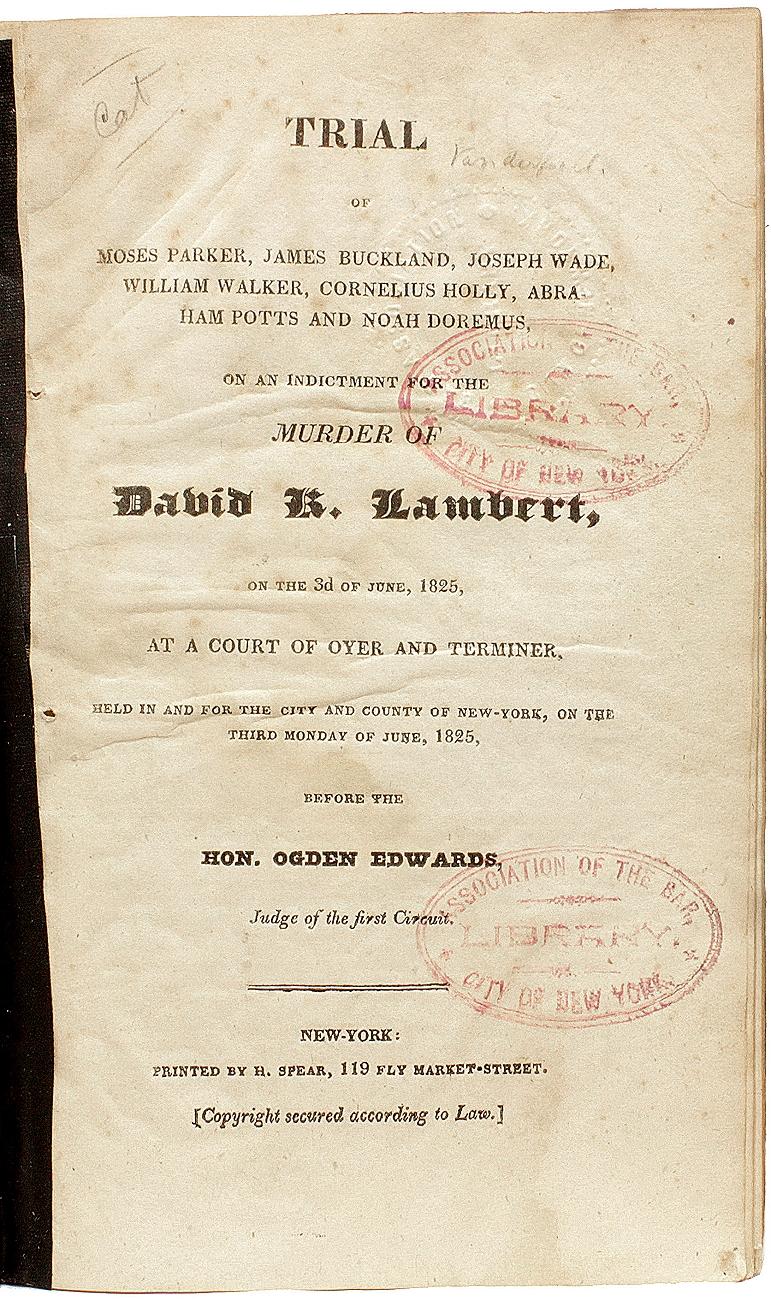 Cat
TRIAL
OF
MOSES PARKER, JAMES BUCKLAND, JOSEPH WADE,
WILLIAM WALKER, CORNELIUS HOLLY, ABRA-
HAM POTTS AND NOAH DOREMUS,
ON AN INDICTMENT FOR THE
MURDER OF
David K. Lambert,
ON THE 3d OF JUNE, 1825,
AT A COURT OF OYER AND TERMINER,
HELD IN AND FOR THE CITY AND COUNTY OF NEW-YORK, ON THE
THIRD MONDAY OF JUNE, 1825,
BEFORE THE
HON. OGDEN EDWARDS,
Judge of the first Circuit.
NEW-YORK:
PRINTED BY H. SPEAR, 119 FLY MARKET-STREET.
[Copyright secured according to Law.]
ASSOCIATION OF THE BAR,
LIBRARY
CITY OF NEW YORK
ASSOCIATION OF THE BAR,
LIBRARY.
CITY OF NEW YORK.